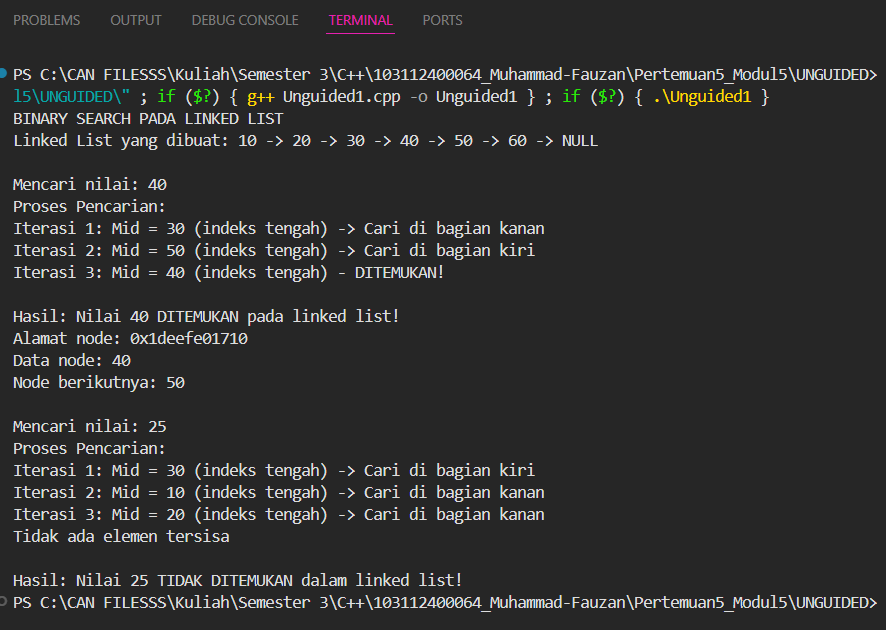 PROBLEMS OUTPUT DEBUG CONSOLE TERMINAL PORTS
PS C:\CAN FILESSS\Kuliah\Semester 3\C++\103112400064_Muhammad-Fauzan\Pertemuan5_Modul5\UNGUIDED>
l5\UNGUIDED\" ; if ($?) { g++ Unguided1.cpp -o Unguided1 } ; if ($?) { .\Unguided1 }
BINARY SEARCH PADA LINKED LIST
Linked List yang dibuat: 10 -> 20 -> 30 -> 40 -> 50 -> 60 -> NULL

Mencari nilai: 40
Proses Pencarian:
Iterasi 1: Mid = 30 (indeks tengah) -> Cari di bagian kanan
Iterasi 2: Mid = 50 (indeks tengah) -> Cari di bagian kiri
Iterasi 3: Mid = 40 (indeks tengah) - DITEMUKAN!

Hasil: Nilai 40 DITEMUKAN pada linked list!
Alamat node: 0x1deefe01710
Data node: 40
Node berikutnya: 50

Mencari nilai: 25
Proses Pencarian:
Iterasi 1: Mid = 30 (indeks tengah) -> Cari di bagian kiri
Iterasi 2: Mid = 10 (indeks tengah) -> Cari di bagian kanan
Iterasi 3: Mid = 20 (indeks tengah) -> Cari di bagian kanan
Tidak ada elemen tersisa

Hasil: Nilai 25 TIDAK DITEMUKAN dalam linked list!
PS C:\CAN FILESSS\Kuliah\Semester 3\C++\103112400064_Muhammad-Fauzan\Pertemuan5_Modul5\UNGUIDED>